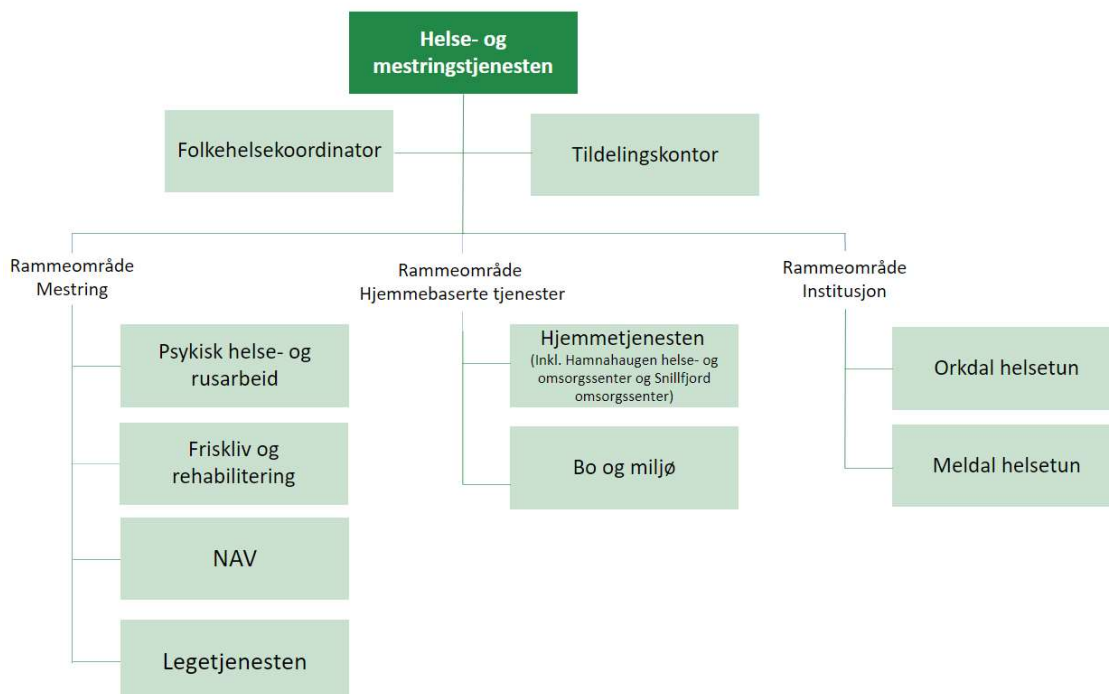 Helse- og
mestringstjenesten
Folkehelsekoordinator
Tildelingskontor
Rammeområde
Mestring
Psykisk helse- og
rusarbeid
Friskliv og
rehabilitering
NAV
Legetjenesten
Rammeområde
Hjemmebaserte tjenester
Hjemmetjenesten
(Inkl. Hamnahaugen helse- og
omsorgssenter og Snillfjord
omsorgssenter)
Bo og miljø
Rammeområde
Institusjon
Orkdal helsetun
Meldal helsetun